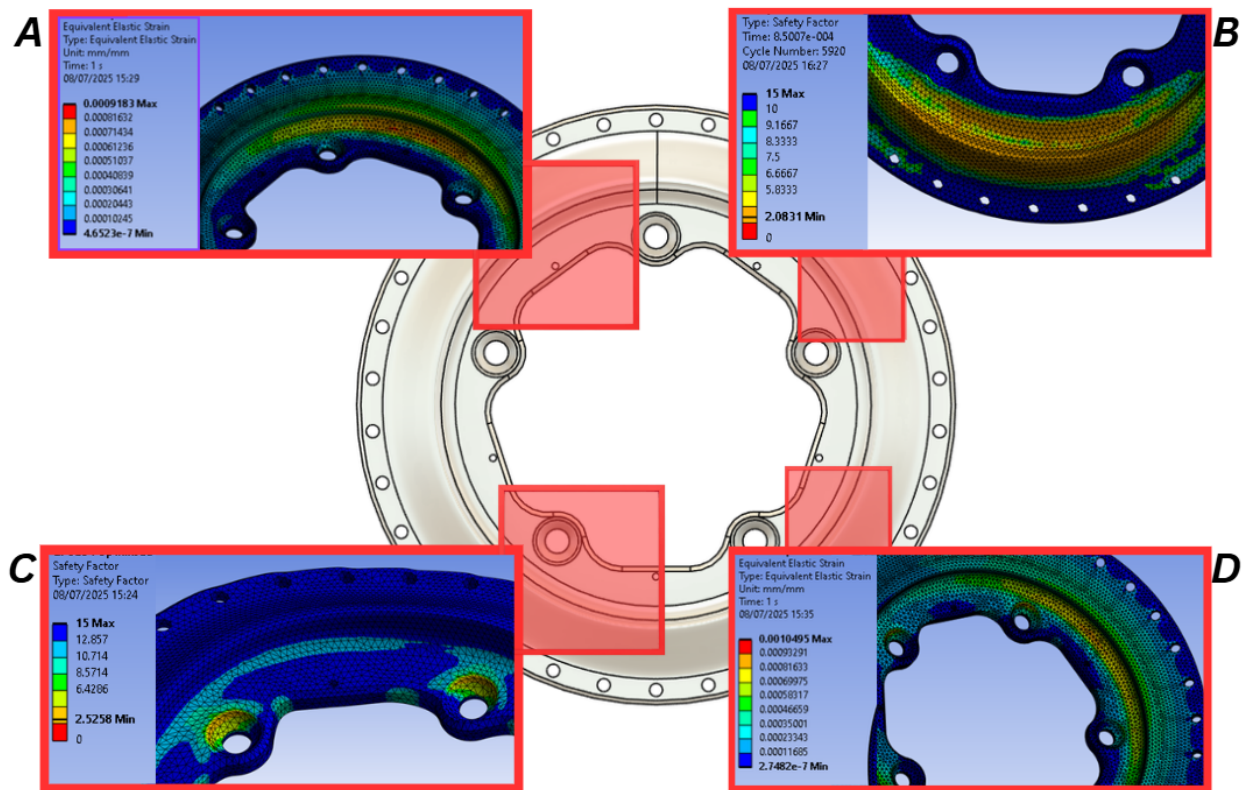 A
Equivalent Elastic Strain
Type: Equivalent Elastic Strain
Unit: mm/mm
Time: 1 s
08/07/2025 15:29
0.0009183 Max
0.00081632
0.00071434
0.00061236
0.00051037
0.00040839
0.00030641
0.00020443
0.00010245
4.6523e-7 Min
B
Type: Safety Factor
Time: 8.5007e-004
Cycle Number: 5920
08/07/2025 16:27
15 Max
10
9.1667
8.3333
7.5
6.6667
5.8333
2.0831 Min
0
C
Safety Factor
Type: Safety Factor
08/07/2025 15:24
15 Max
12.857
10.714
8.5714
6.4286
2.5258 Min
0
D
Equivalent Elastic Strain
Type: Equivalent Elastic Strain
Unit: mm/mm
Time: 1 s
08/07/2025 15:35
0.0010495 Max
0.00093291
0.00081633
0.00069975
0.00058317
0.00046659
0.00035001
0.00023343
0.00011685
2.7482e-7 Min